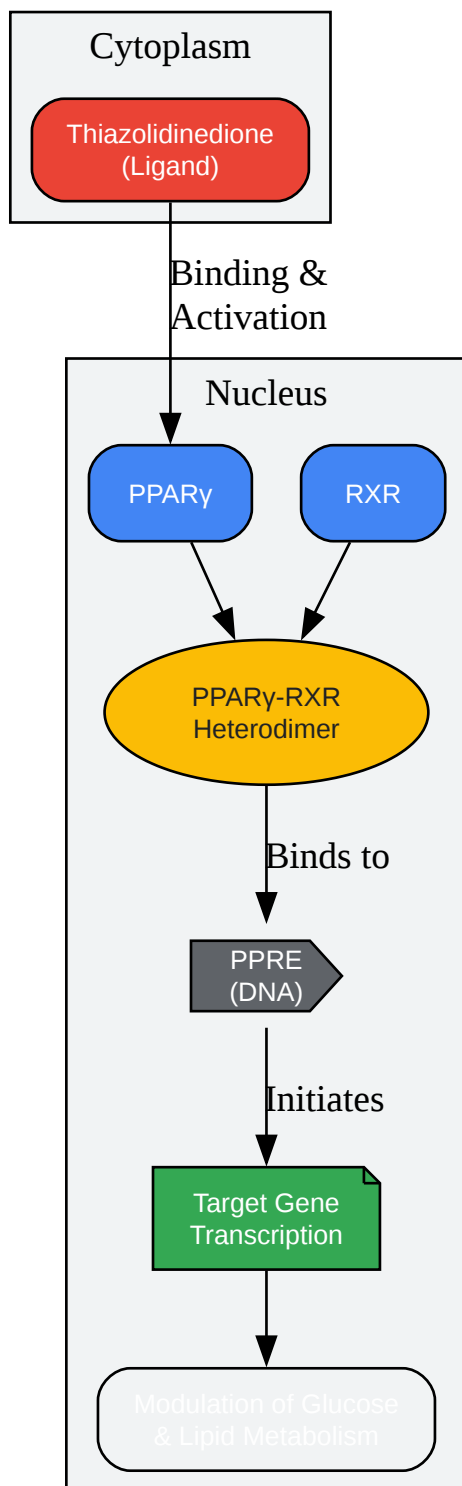 Cytoplasm
Thiazolidinedione
(Ligand)
Binding &
Activation
Nucleus
PPARγ
RXR
PPARγ-RXR
Heterodimer
Binds to
PPRE
(DNA)
Initiates
Target Gene
Transcription
Modulation of Glucose
& Lipid Metabolism